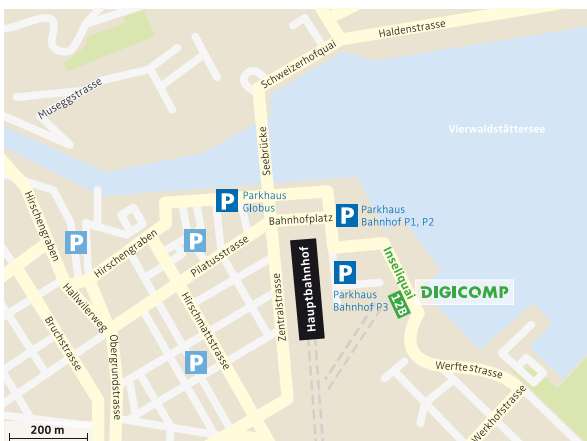 Haldenstrasse
Schweizerhofquai
Museggstrasse
Vierwaldstättersee
Seebrücke
P
Parkhaus
Globus
P
Parkhaus
Bahnhof P1, P2
Bahnhofplatz
Hirschengraben
P
Hirschengraben
P
Pilatusstrasse
Hauptbahnhof
P
Parkhaus
Bahnhof P3
Inseliquai
12B
DIGICOMP
Hallwilerweg
Hirschmattstrasse
Zentralstrasse
Bruchstrasse
Obergrundstrasse
P
Werftestrasse
Werkhofstrasse
200 m